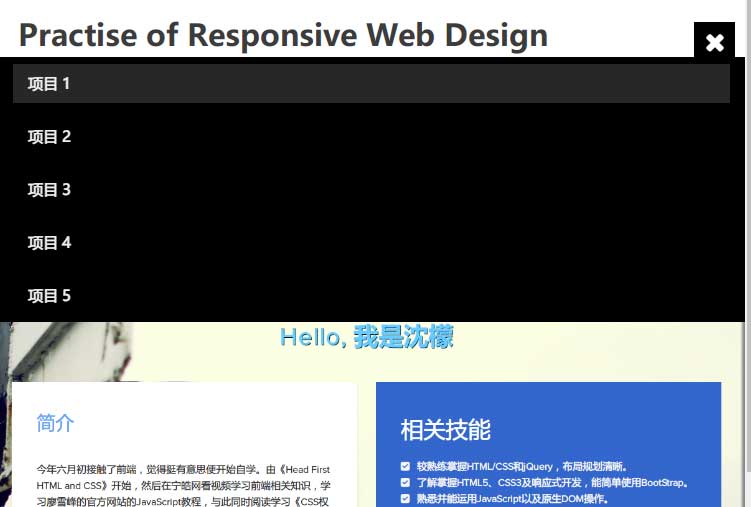 Practise of Responsive Web Design
项目 1
项目 2
项目 3
项目 4
项目 5
Hello, 我是沈檬
简介
今年六月初接触了前端，觉得挺有意思便开始自学。由《Head First
HTML and CSS》开始，然后在宁皓网看视频学习前端相关知识，学
习廖雪峰的官方网站的JavaScript教程，与此同时阅读学习《CSS权
相关技能
较熟练掌握HTML/CSS和jQuery，布局规划清晰。
了解掌握HTML5、CSS3及响应式开发，能简单使用BootStrap。
熟悉并能运用JavaScript以及原生DOM操作。